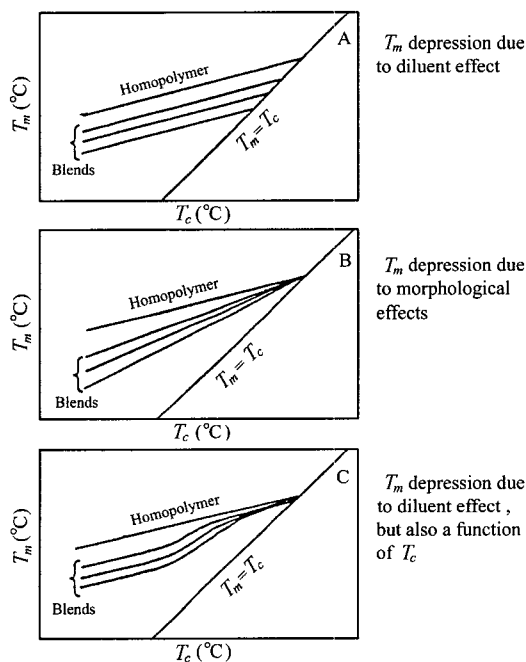 A
Homopolymer
Blends
Tm = Tc
Tm (°C)
Tc (°C)
Tm depression due
to diluent effect
B
Homopolymer
Blends
Tm = Tc
Tm (°C)
Tc (°C)
Tm depression due
to morphological
effects
C
Homopolymer
Blends
Tm = Tc
Tm (°C)
Tc (°C)
Tm depression due
to diluent effect ,
but also a function
of Tc